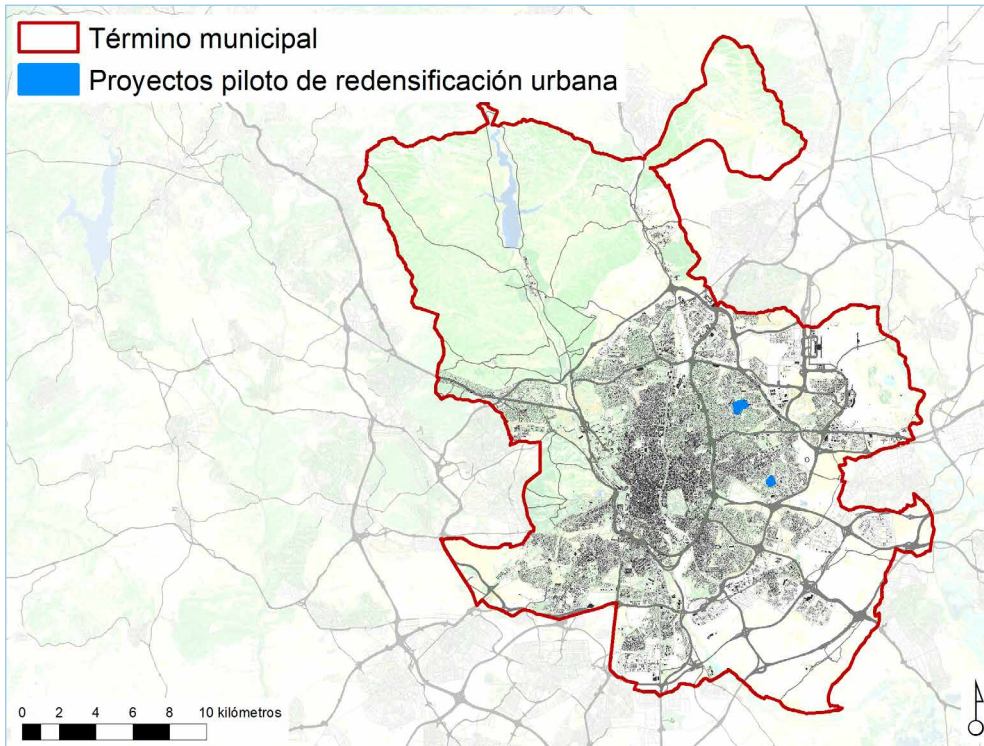 Término municipal
Proyectos piloto de redensificación urbana
0 2 4 6 8 10 kilómetros